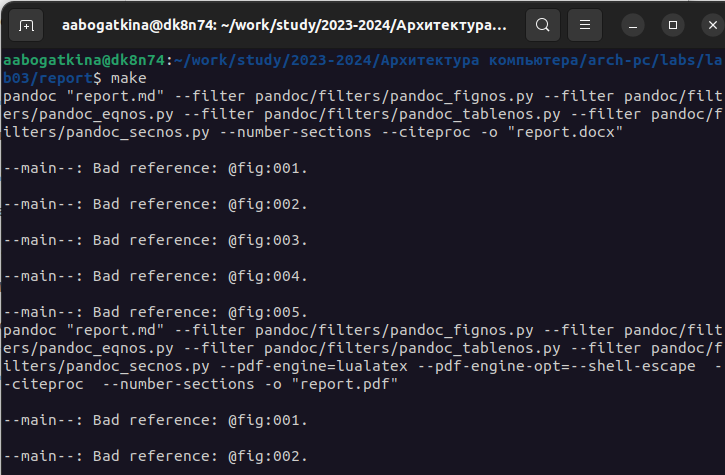 aabogatkina@dk8n74: ~/work/study/2023-2024/Архитектура...
aabogatkina@dk8n74:~/work/study/2023-2024/Архитектура компьютера/arch-pc/labs/la
b03/report$ make
pandoc "report.md" --filter pandoc/filters/pandoc_fignos.py --filter pandoc/filt
ers/pandoc_eqnos.py --filter pandoc/filters/pandoc_tablenos.py --filter pandoc/f
ilters/pandoc_secnos.py --number-sections --citeproc -o "report.docx"
--main--: Bad reference: @fig:001.
--main--: Bad reference: @fig:002.
--main--: Bad reference: @fig:003.
--main--: Bad reference: @fig:004.
--main--: Bad reference: @fig:005.
pandoc "report.md" --filter pandoc/filters/pandoc_fignos.py --filter pandoc/filt
ers/pandoc_eqnos.py --filter pandoc/filters/pandoc_tablenos.py --filter pandoc/f
ilters/pandoc_secnos.py --pdf-engine=lualatex --pdf-engine-opt=--shell-escape  -
-citeproc  --number-sections -o "report.pdf"
--main--: Bad reference: @fig:001.
--main--: Bad reference: @fig:002.